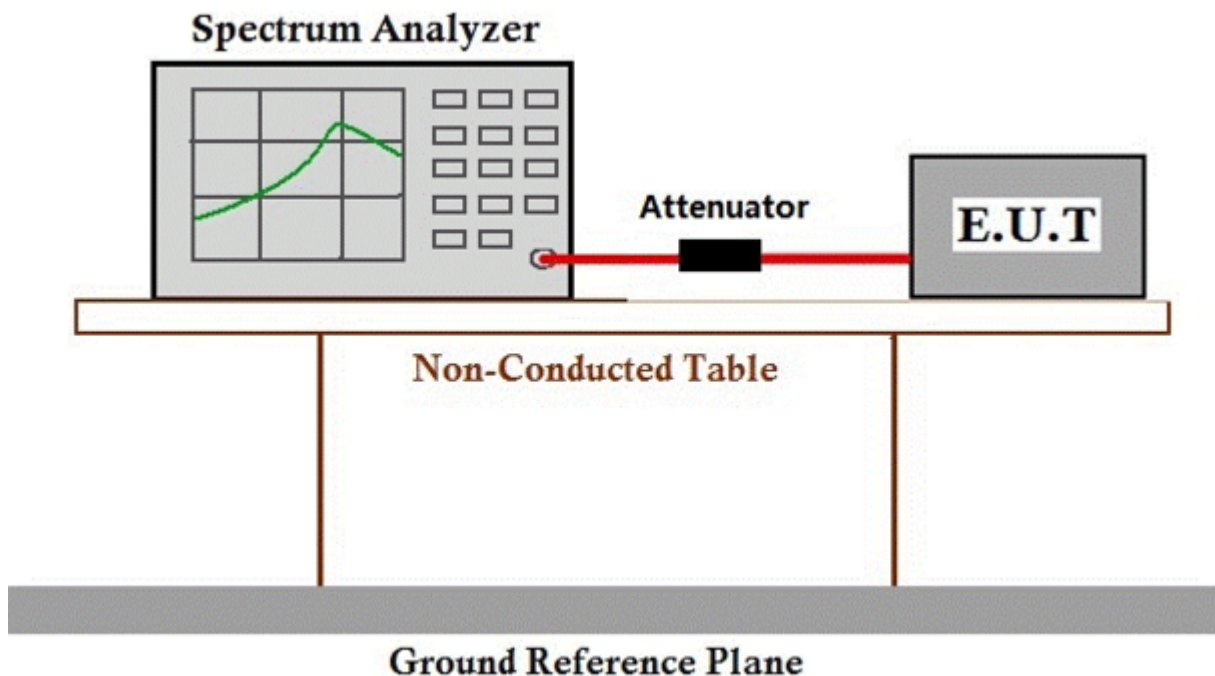 Spectrum Analyzer
Attenuator
E.U.T
Non-Conducted Table
Ground Reference Plane